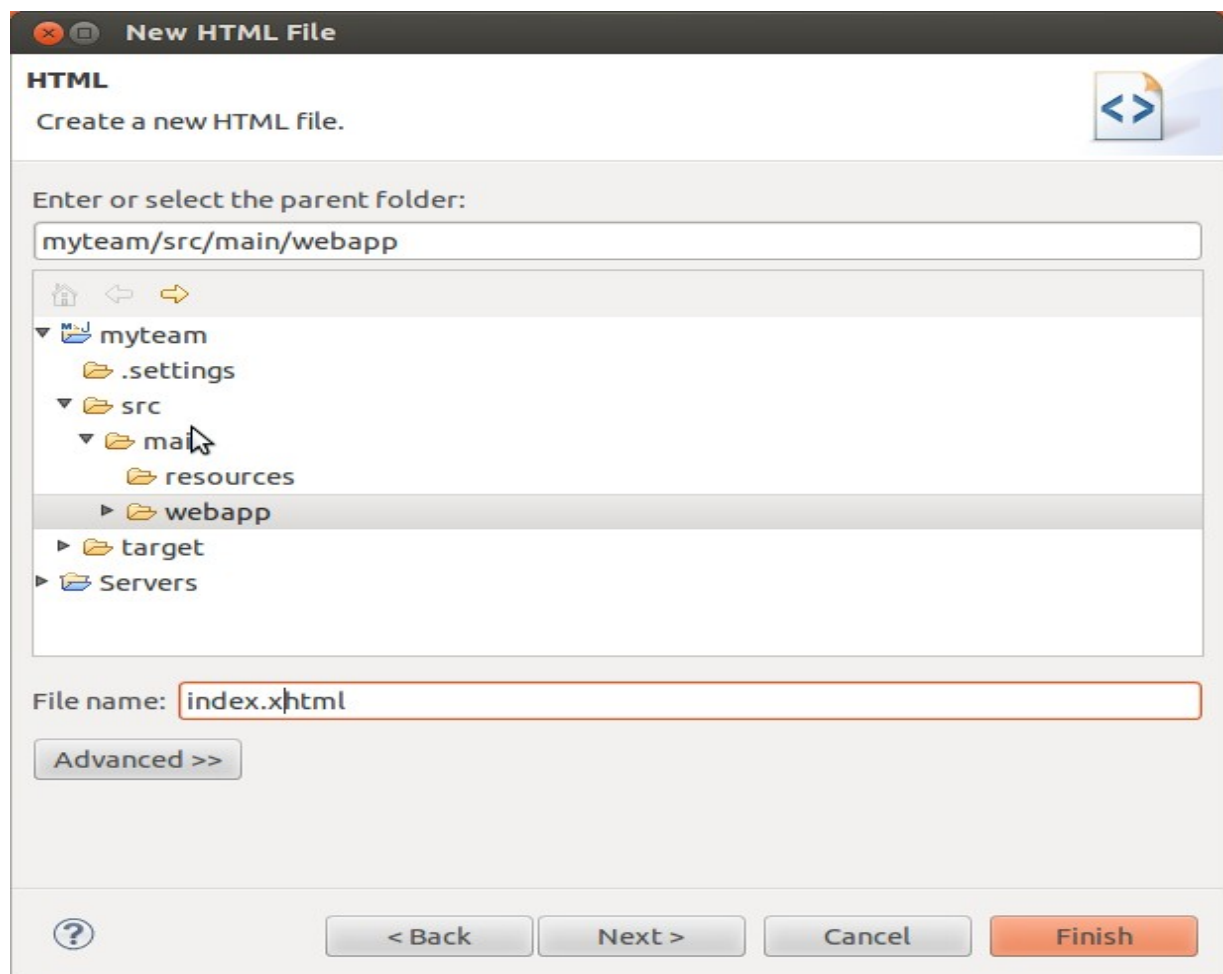 New HTML File
HTML
Create a new HTML file.
Enter or select the parent folder:
myteam/src/main/webapp
myteam
.settings
src
mai
resources
webapp
target
Servers
File name: index.xhtml
Advanced >>
< Back Next > Cancel Finish